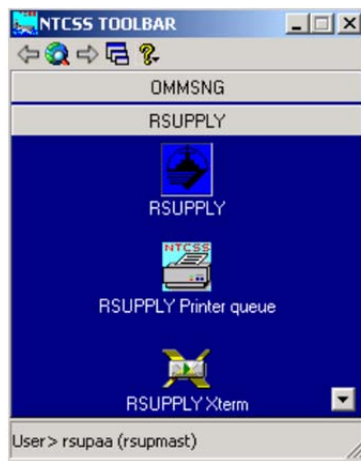 NTCSS TOOLBAR
OMMSNG
RSUPPLY
RSUPPLY
NTCSS
RSUPPLY Printer queue
RSUPPLY Xterm
User> rsupaa (rsupmast)